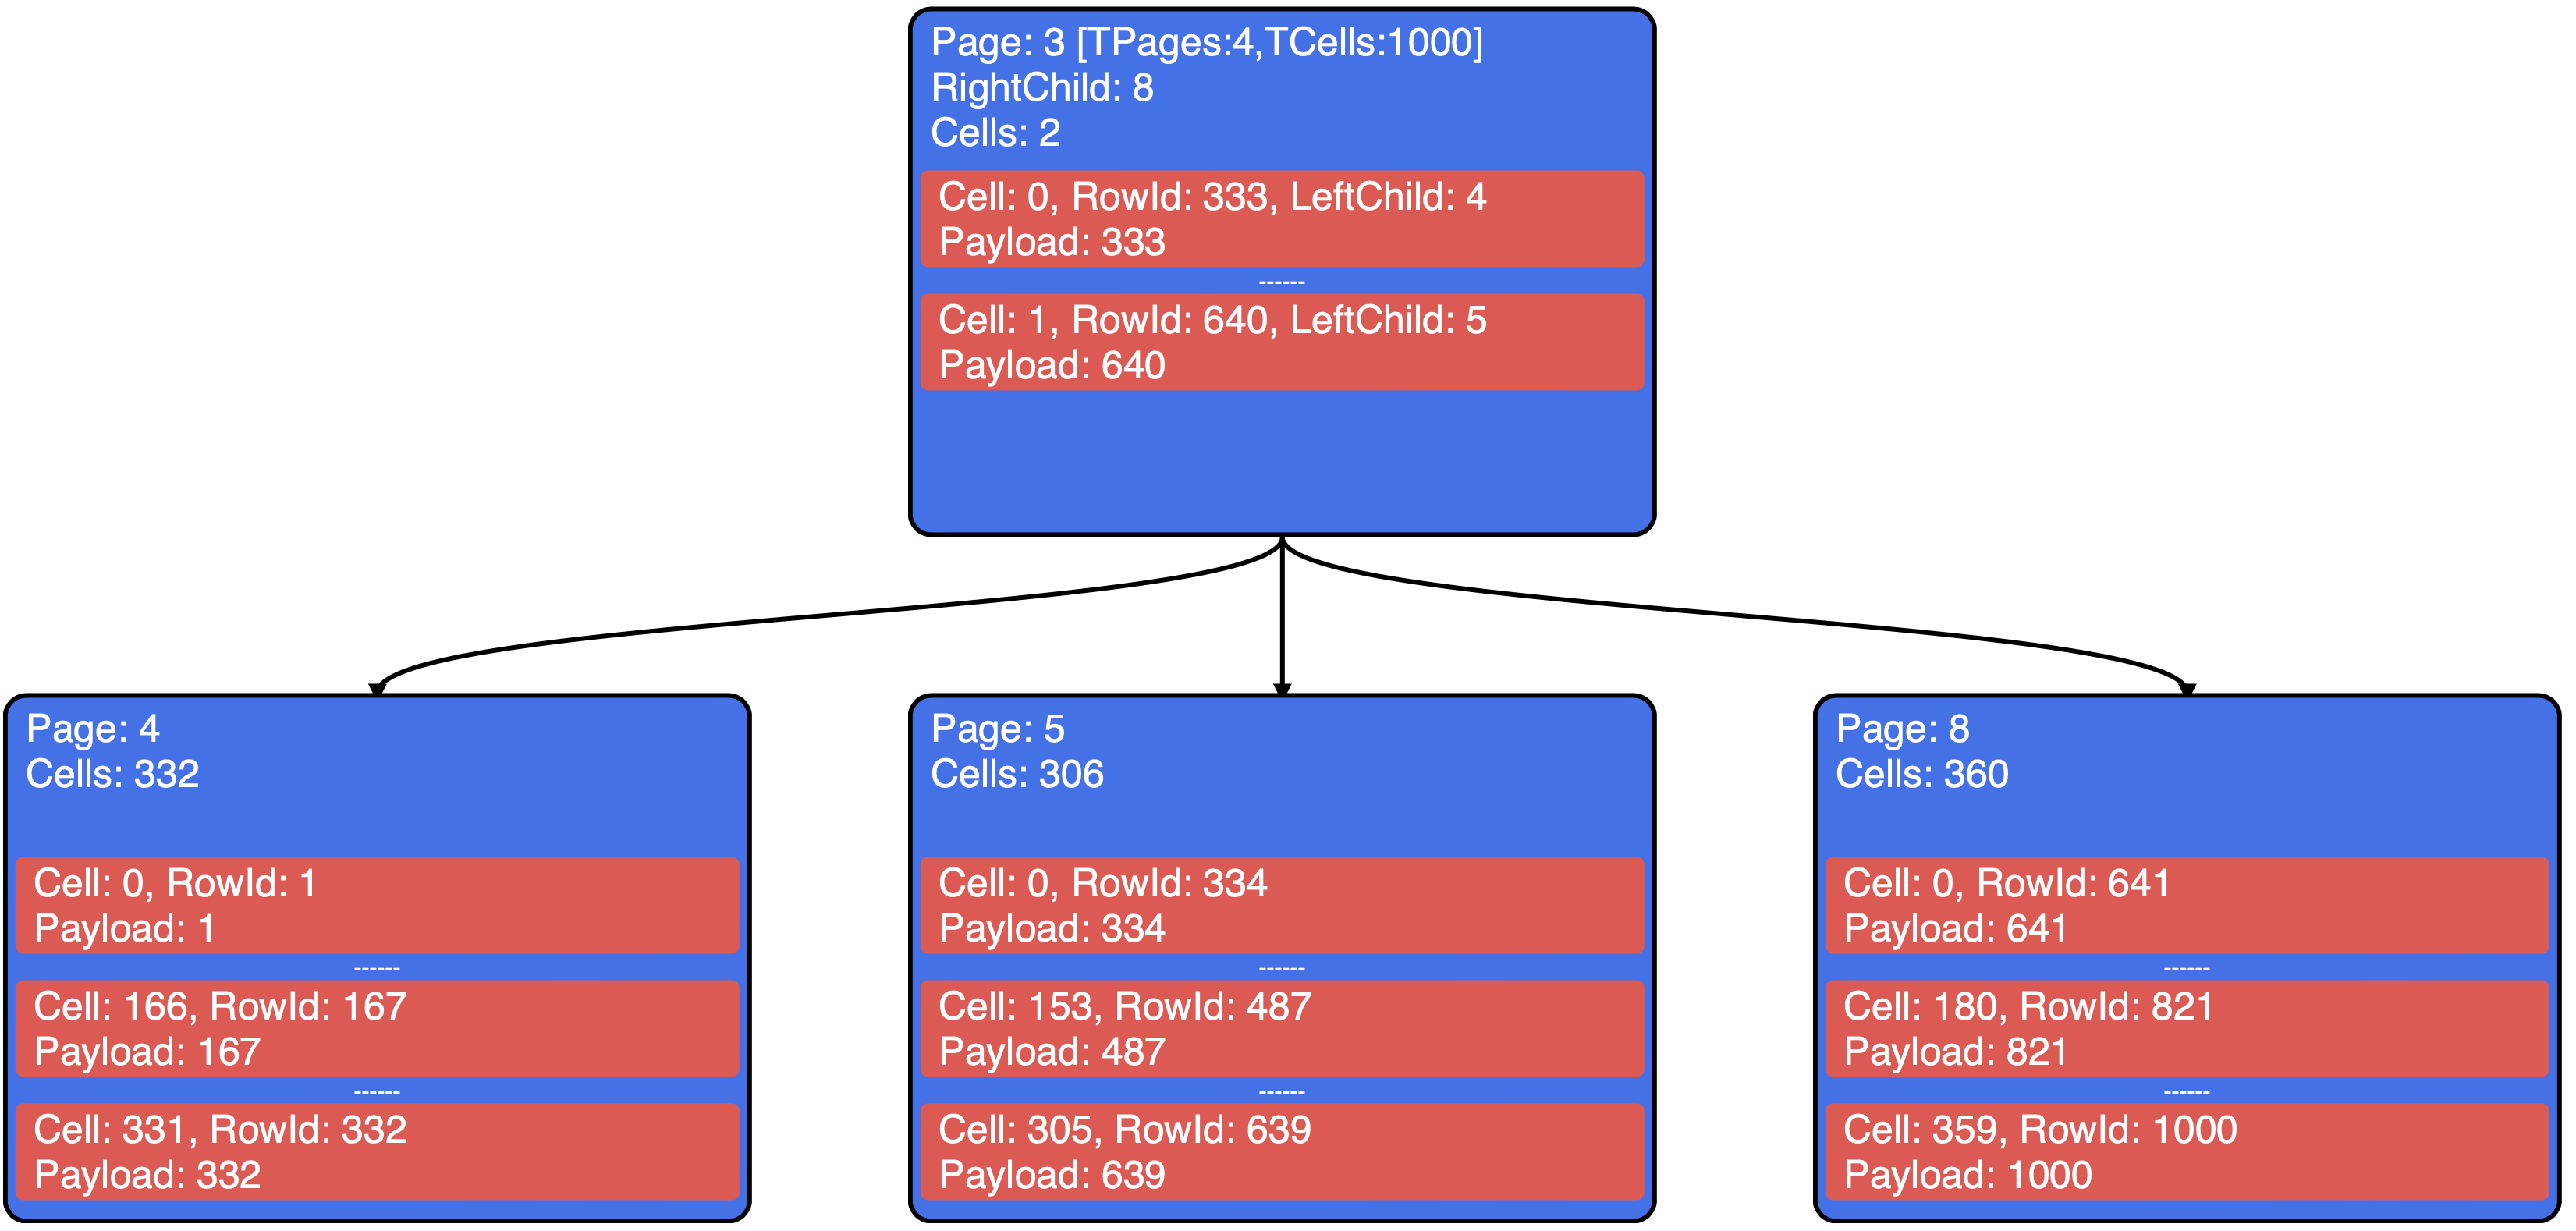 Page: 3 [TPages:4,TCells:1000]
RightChild: 8
Cells: 2
Cell: 0, RowId: 333, LeftChild: 4
Payload: 333
------
Cell: 1, RowId: 640, LeftChild: 5
Payload: 640
Page: 4
Cells: 332
Cell: 0, RowId: 1
Payload: 1
------
Cell: 166, RowId: 167
Payload: 167
------
Cell: 331, RowId: 332
Payload: 332
Page: 5
Cells: 306
Cell: 0, RowId: 334
Payload: 334
------
Cell: 153, RowId: 487
Payload: 487
------
Cell: 305, RowId: 639
Payload: 639
Page: 8
Cells: 360
Cell: 0, RowId: 641
Payload: 641
------
Cell: 180, RowId: 821
Payload: 821
------
Cell: 359, RowId: 1000
Payload: 1000